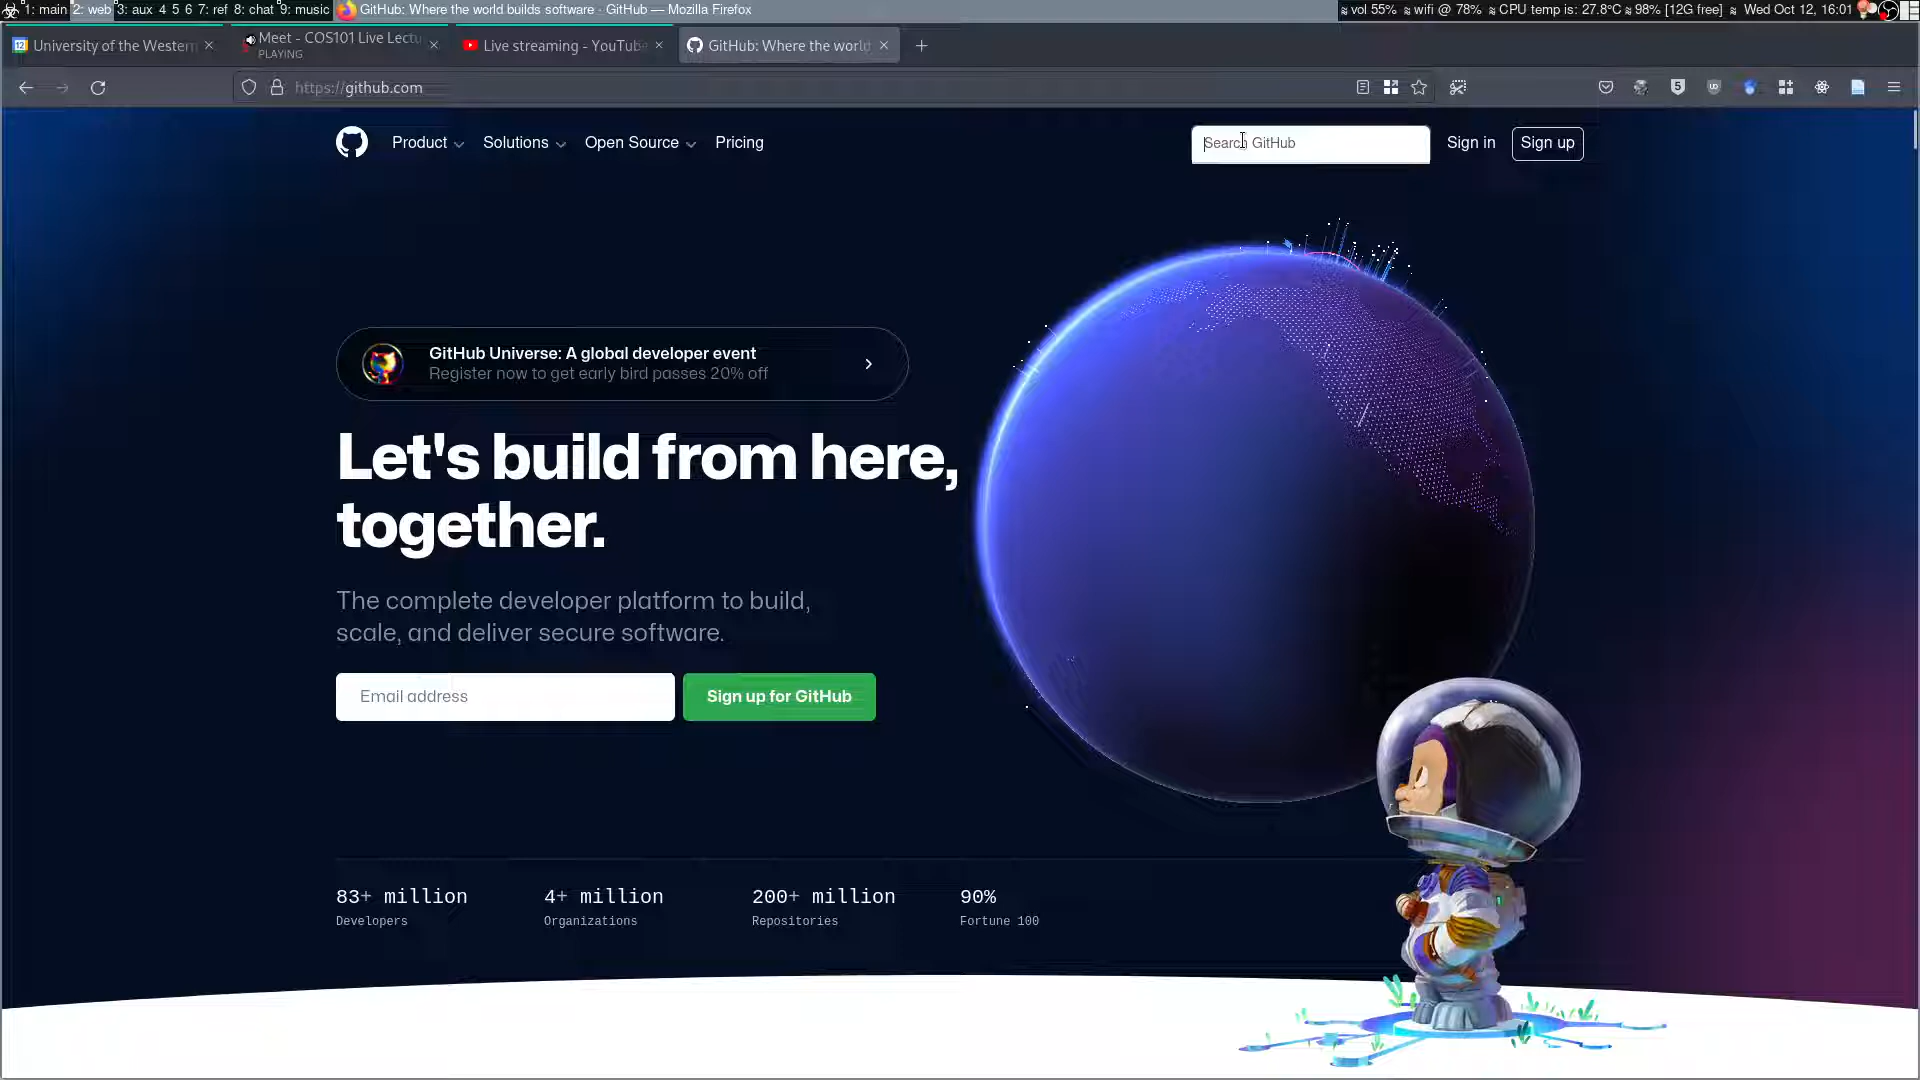 1: main 2: web 3: aux 4 5 6 7: ref 8: chat 9: music GitHub: Where the world builds software · GitHub — Mozilla Firefox
vol 55% wifi @ 78% CPU temp is: 27.8°C 98% [12G free] Wed Oct 12, 16:01
University of the Western
Meet - COS101 Live Lectu
PLAYING
Live streaming - YouTube
GitHub: Where the world
https://github.com
Product
Solutions
Open Source
Pricing
Search GitHub
Sign in
Sign up
GitHub Universe: A global developer event
Register now to get early bird passes 20% off
Let's build from here,
together.
The complete developer platform to build,
scale, and deliver secure software.
Email address
Sign up for GitHub
83+ million
Developers
4+ million
Organizations
200+ million
Repositories
90%
Fortune 100